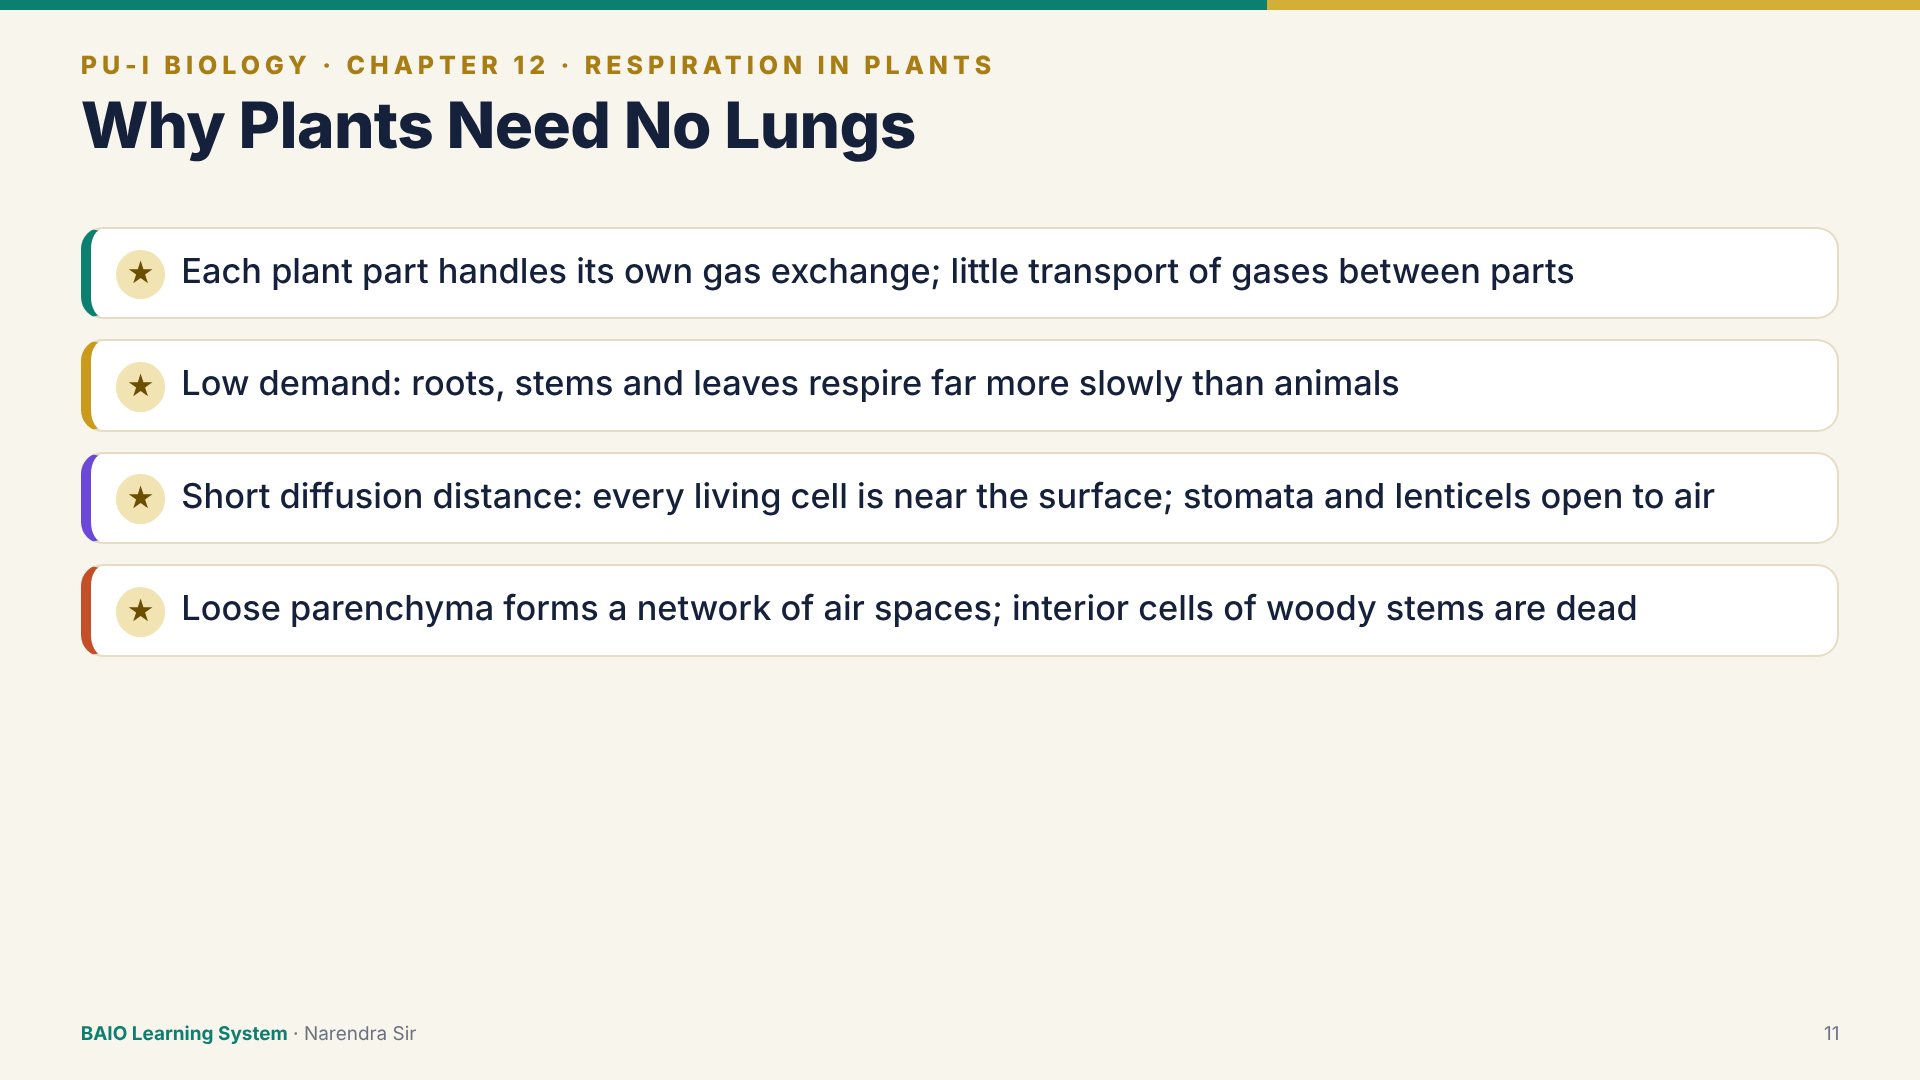 PU-I BIOLOGY · CHAPTER 12 · RESPIRATION IN PLANTS
Why Plants Need No Lungs
★ Each plant part handles its own gas exchange; little transport of gases between parts
★ Low demand: roots, stems and leaves respire far more slowly than animals
★ Short diffusion distance: every living cell is near the surface; stomata and lenticels open to air
★ Loose parenchyma forms a network of air spaces; interior cells of woody stems are dead
BAIO Learning System · Narendra Sir
11